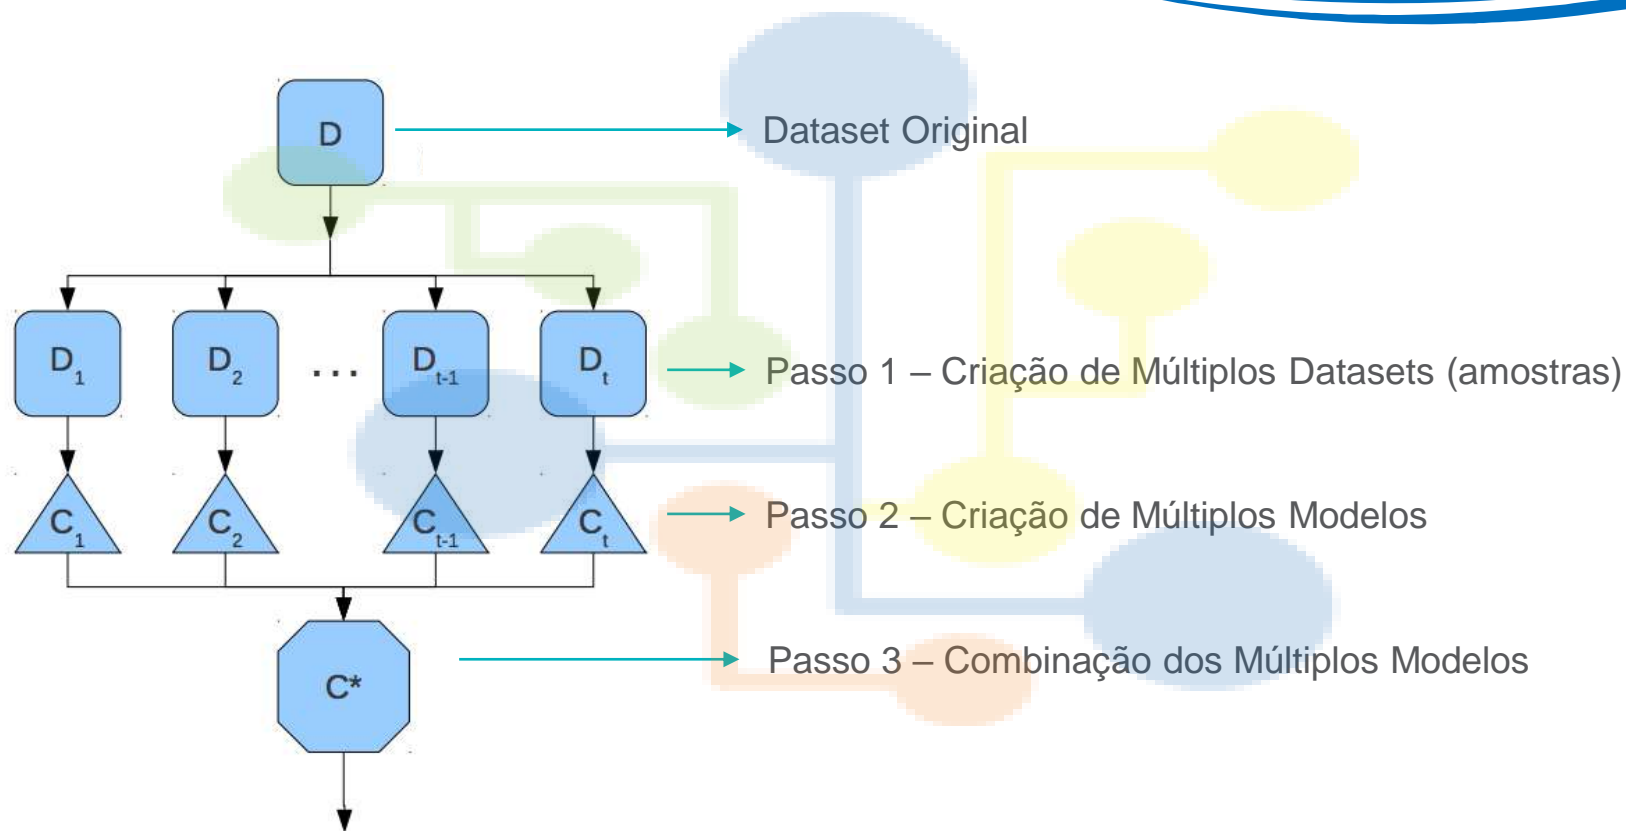 D
Dataset Original
D1 D2 ... Dt-1 Dt
Passo 1 – Criação de Múltiplos Datasets (amostras)
C1 C2 Ct-1 Ct
Passo 2 – Criação de Múltiplos Modelos
C*
Passo 3 – Combinação dos Múltiplos Modelos